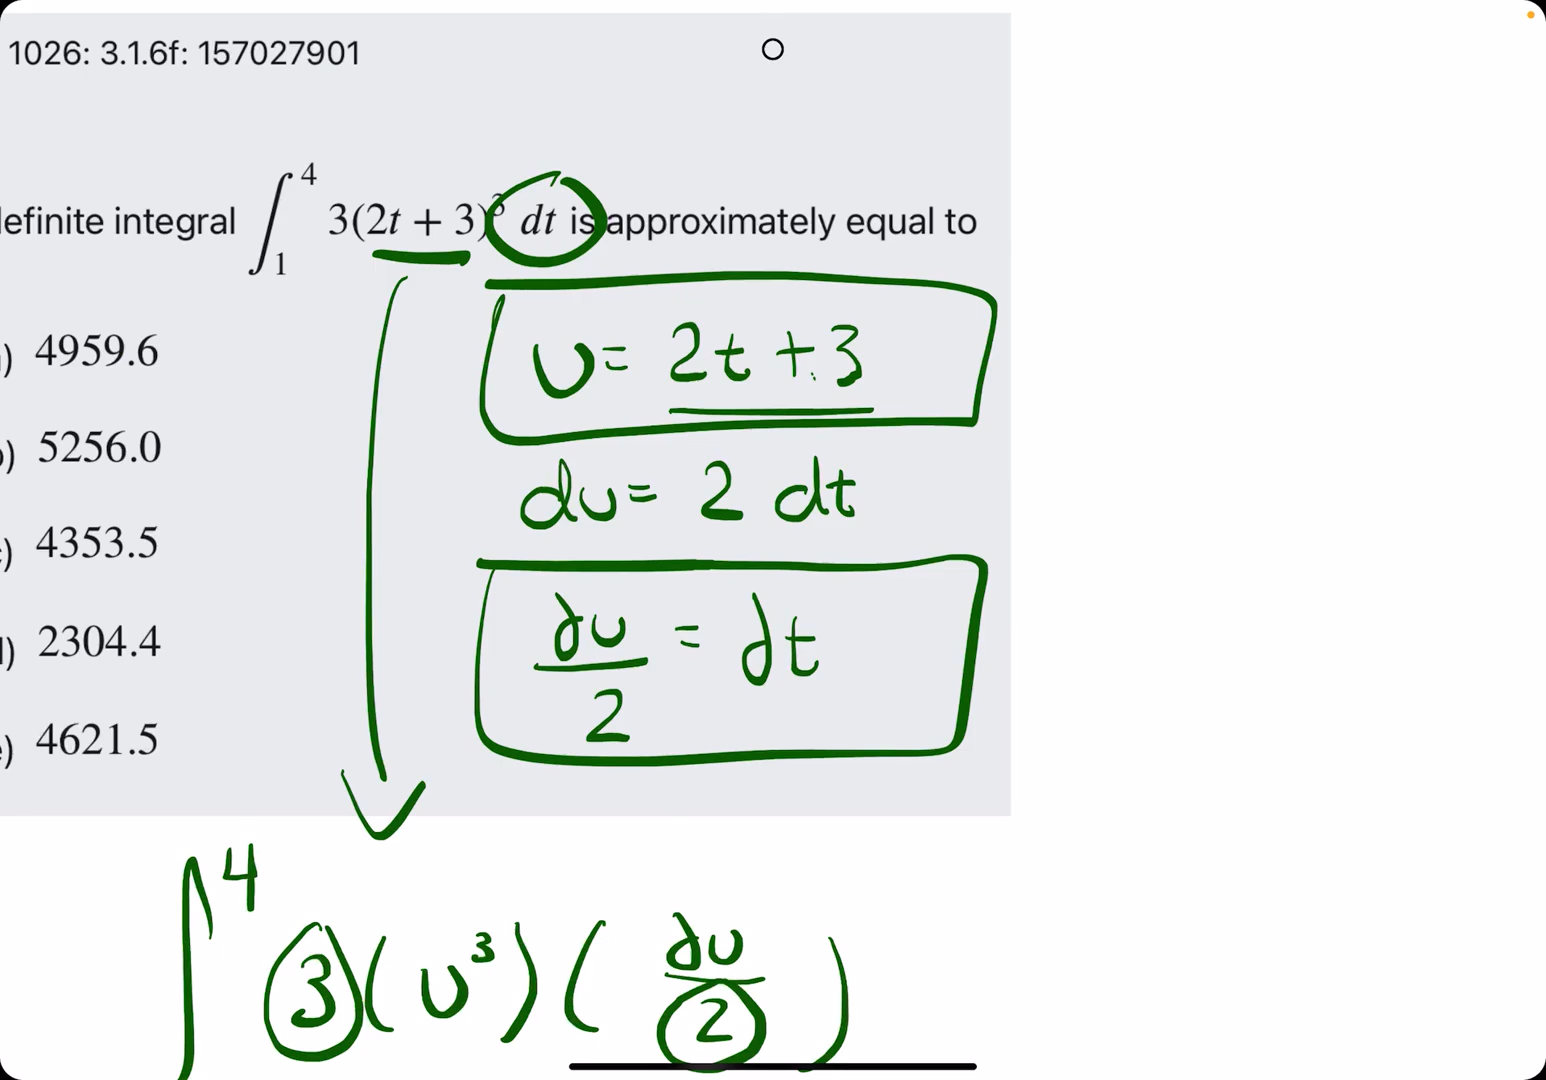 1026: 3.1.6f: 157027901
efinite integral ∫₁⁴ 3(2t + 3) dt is approximately equal to
) 4959.6
) 5256.0
) 4353.5
) 2304.4
) 4621.5
u = 2t + 3
du = 2 dt
du/2 = dt
∫⁴ 3(u³)(du/2)